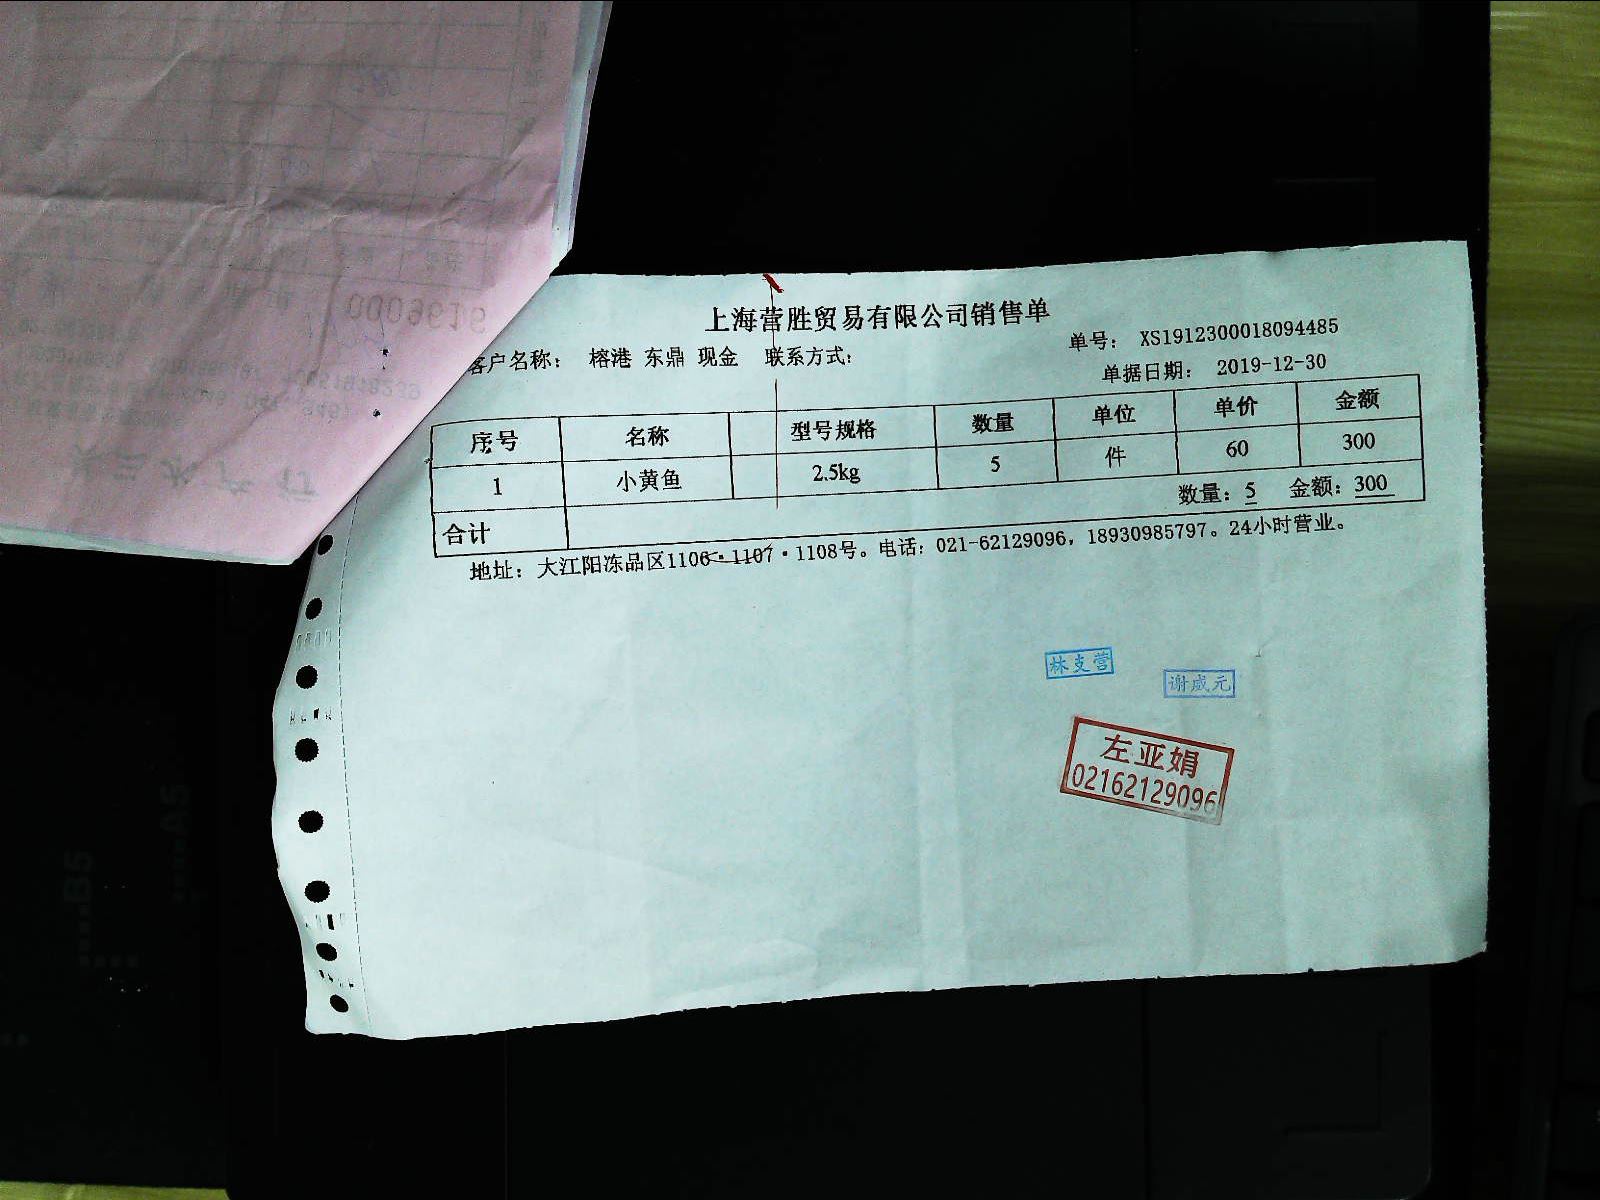 上海营胜贸易有限公司销售单
单号： XS1912300018094485
客户名称： 榕港 东鼎 现金 联系方式：
单据日期： 2019-12-30
序号 名称 型号规格 数量 单位 单价 金额
1 小黄鱼 2.5kg 5 件 60 300
合计 数量：5 金额：300
地址：大江阳冻品区1106·1107·1108号。电话：021-62129096，18930985797。24小时营业。
林支营
谢咸元
左亚娟
02162129096
0009616
B5
A5